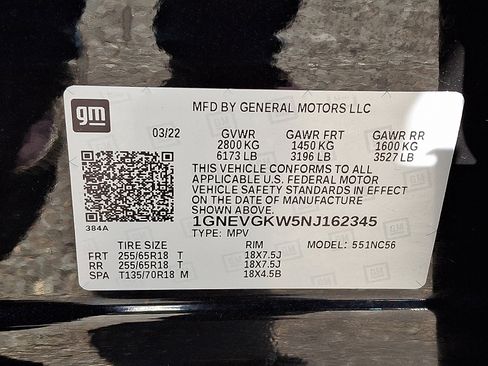 gm
MFD BY GENERAL MOTORS LLC
03/22 GVWR GAWR FRT GAWR RR
2800 KG 1450 KG 1600 KG
6173 LB 3196 LB 3527 LB
THIS VEHICLE CONFORMS TO ALL
APPLICABLE U.S. FEDERAL MOTOR
VEHICLE SAFETY STANDARDS IN EFFECT
ON THE DATE OF MANUFACTURE
SHOWN ABOVE.
384A
1GNEVGKW5NJ162345
TYPE: MPV MODEL: 551NC56
TIRE SIZE RIM
FRT 255/65R18 T 18X7.5J
RR 255/65R18 T 18X7.5J
SPA T135/70R18 M 18X4.5B